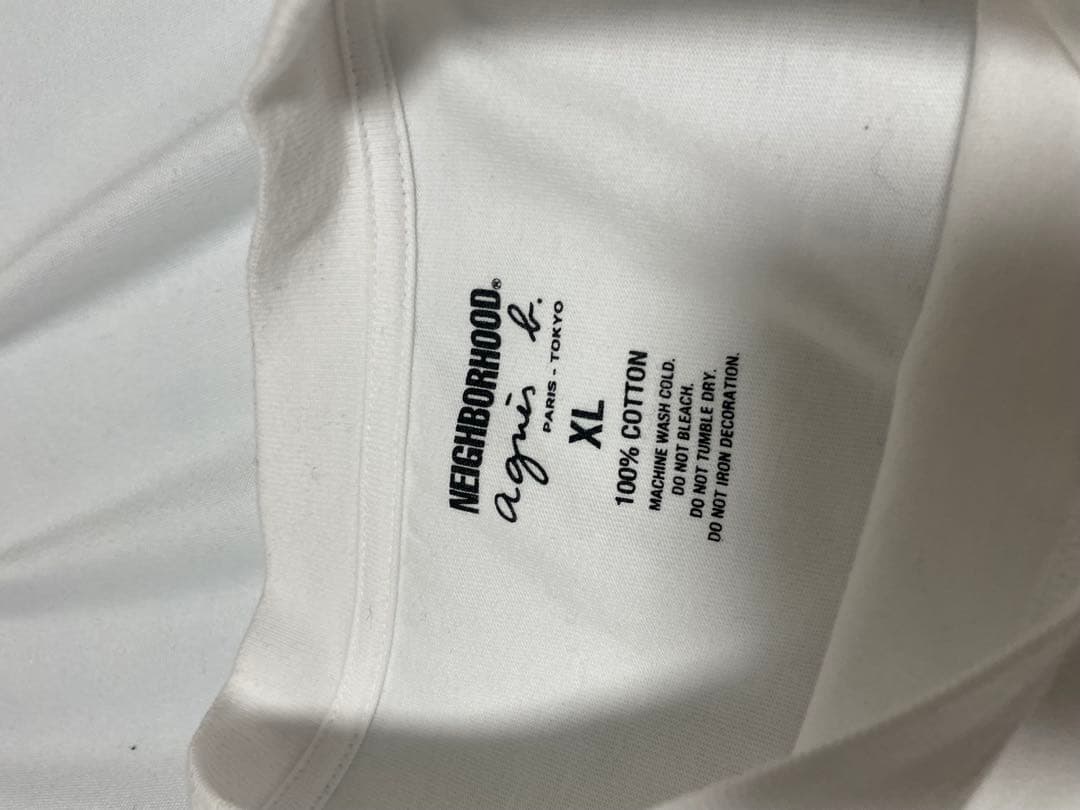 NEIGHBORHOOD®
agnès b.
PARIS - TOKYO
XL
100% COTTON
MACHINE WASH COLD.
DO NOT BLEACH.
DO NOT TUMBLE DRY.
DO NOT IRON DECORATION.